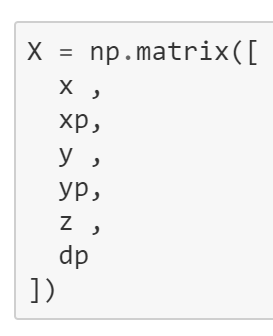 X = np.matrix([
  x ,
  xp,
  y ,
  yp,
  z ,
  dp
])